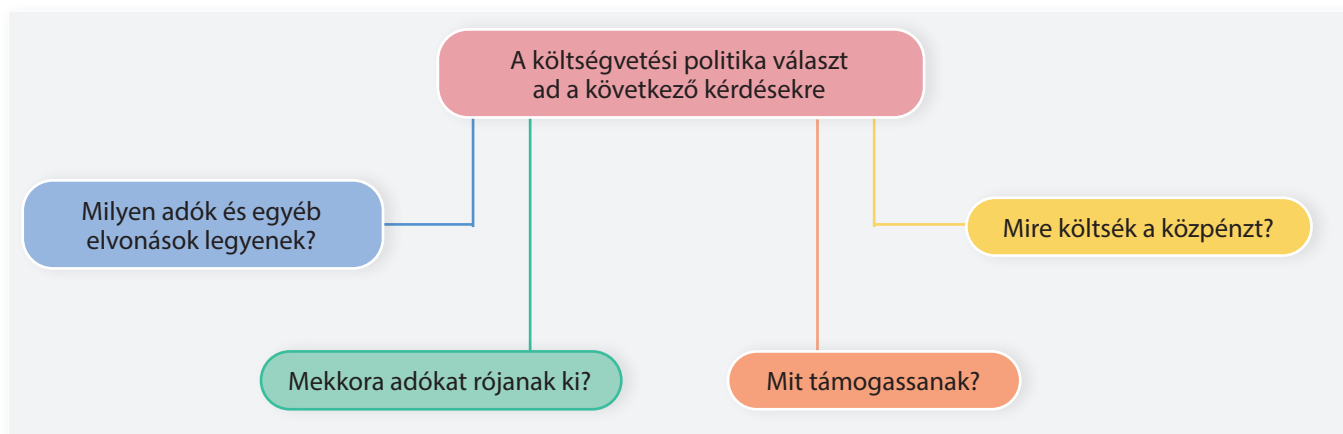 A költségvetési politika választ
ad a következő kérdésekre
Milyen adók és egyéb
elvonások legyenek?
Mire költsék a közpénzt?
Mekkora adókat rójanak ki?
Mit támogassanak?